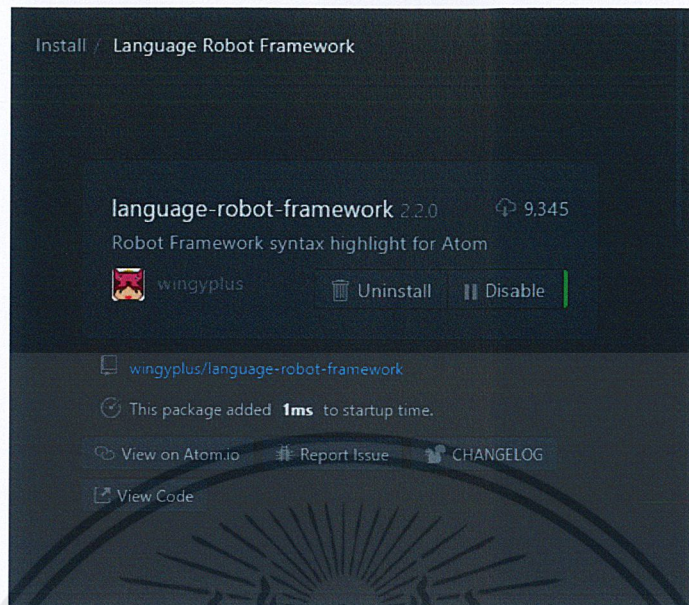 Install / Language Robot Framework
language-robot-framework 2.2.0 9,345
Robot Framework syntax highlight for Atom
wingyplus Uninstall Disable
wingyplus/language-robot-framework
This package added 1ms to startup time.
View on Atom.io Report Issue CHANGELOG
View Code